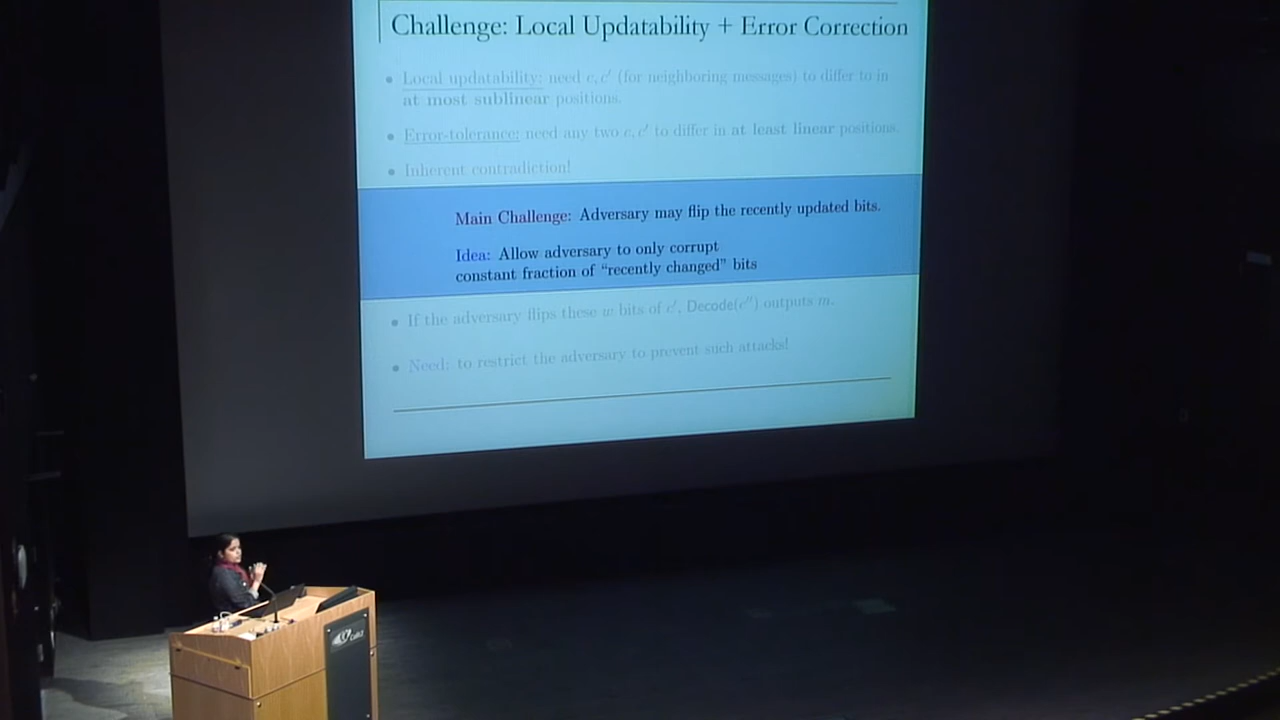 Challenge: Local Updatability + Error Correction
• Local updatability: need c, c′ (for neighboring messages) to differ to in
at most sublinear positions.
• Error-tolerance: need any two c, c′ to differ in at least linear positions.
• Inherent contradiction!
Main Challenge: Adversary may flip the recently updated bits.
Idea: Allow adversary to only corrupt
constant fraction of “recently changed” bits
• If the adversary flips these w bits of c′, Decode(c″) outputs m.
• Need: to restrict the adversary to prevent such attacks!